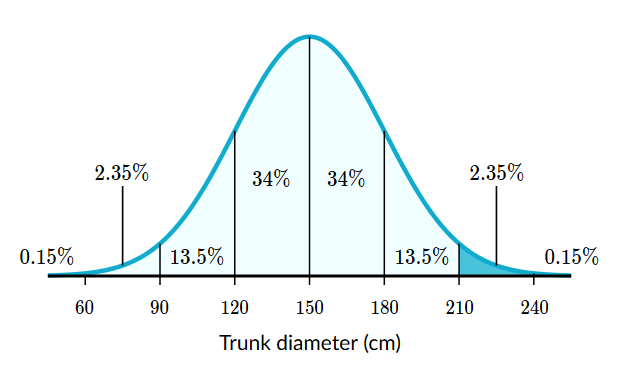 2.35% 2.35%
34% 34%
0.15% 13.5% 13.5% 0.15%
60 90 120 150 180 210 240
Trunk diameter (cm)